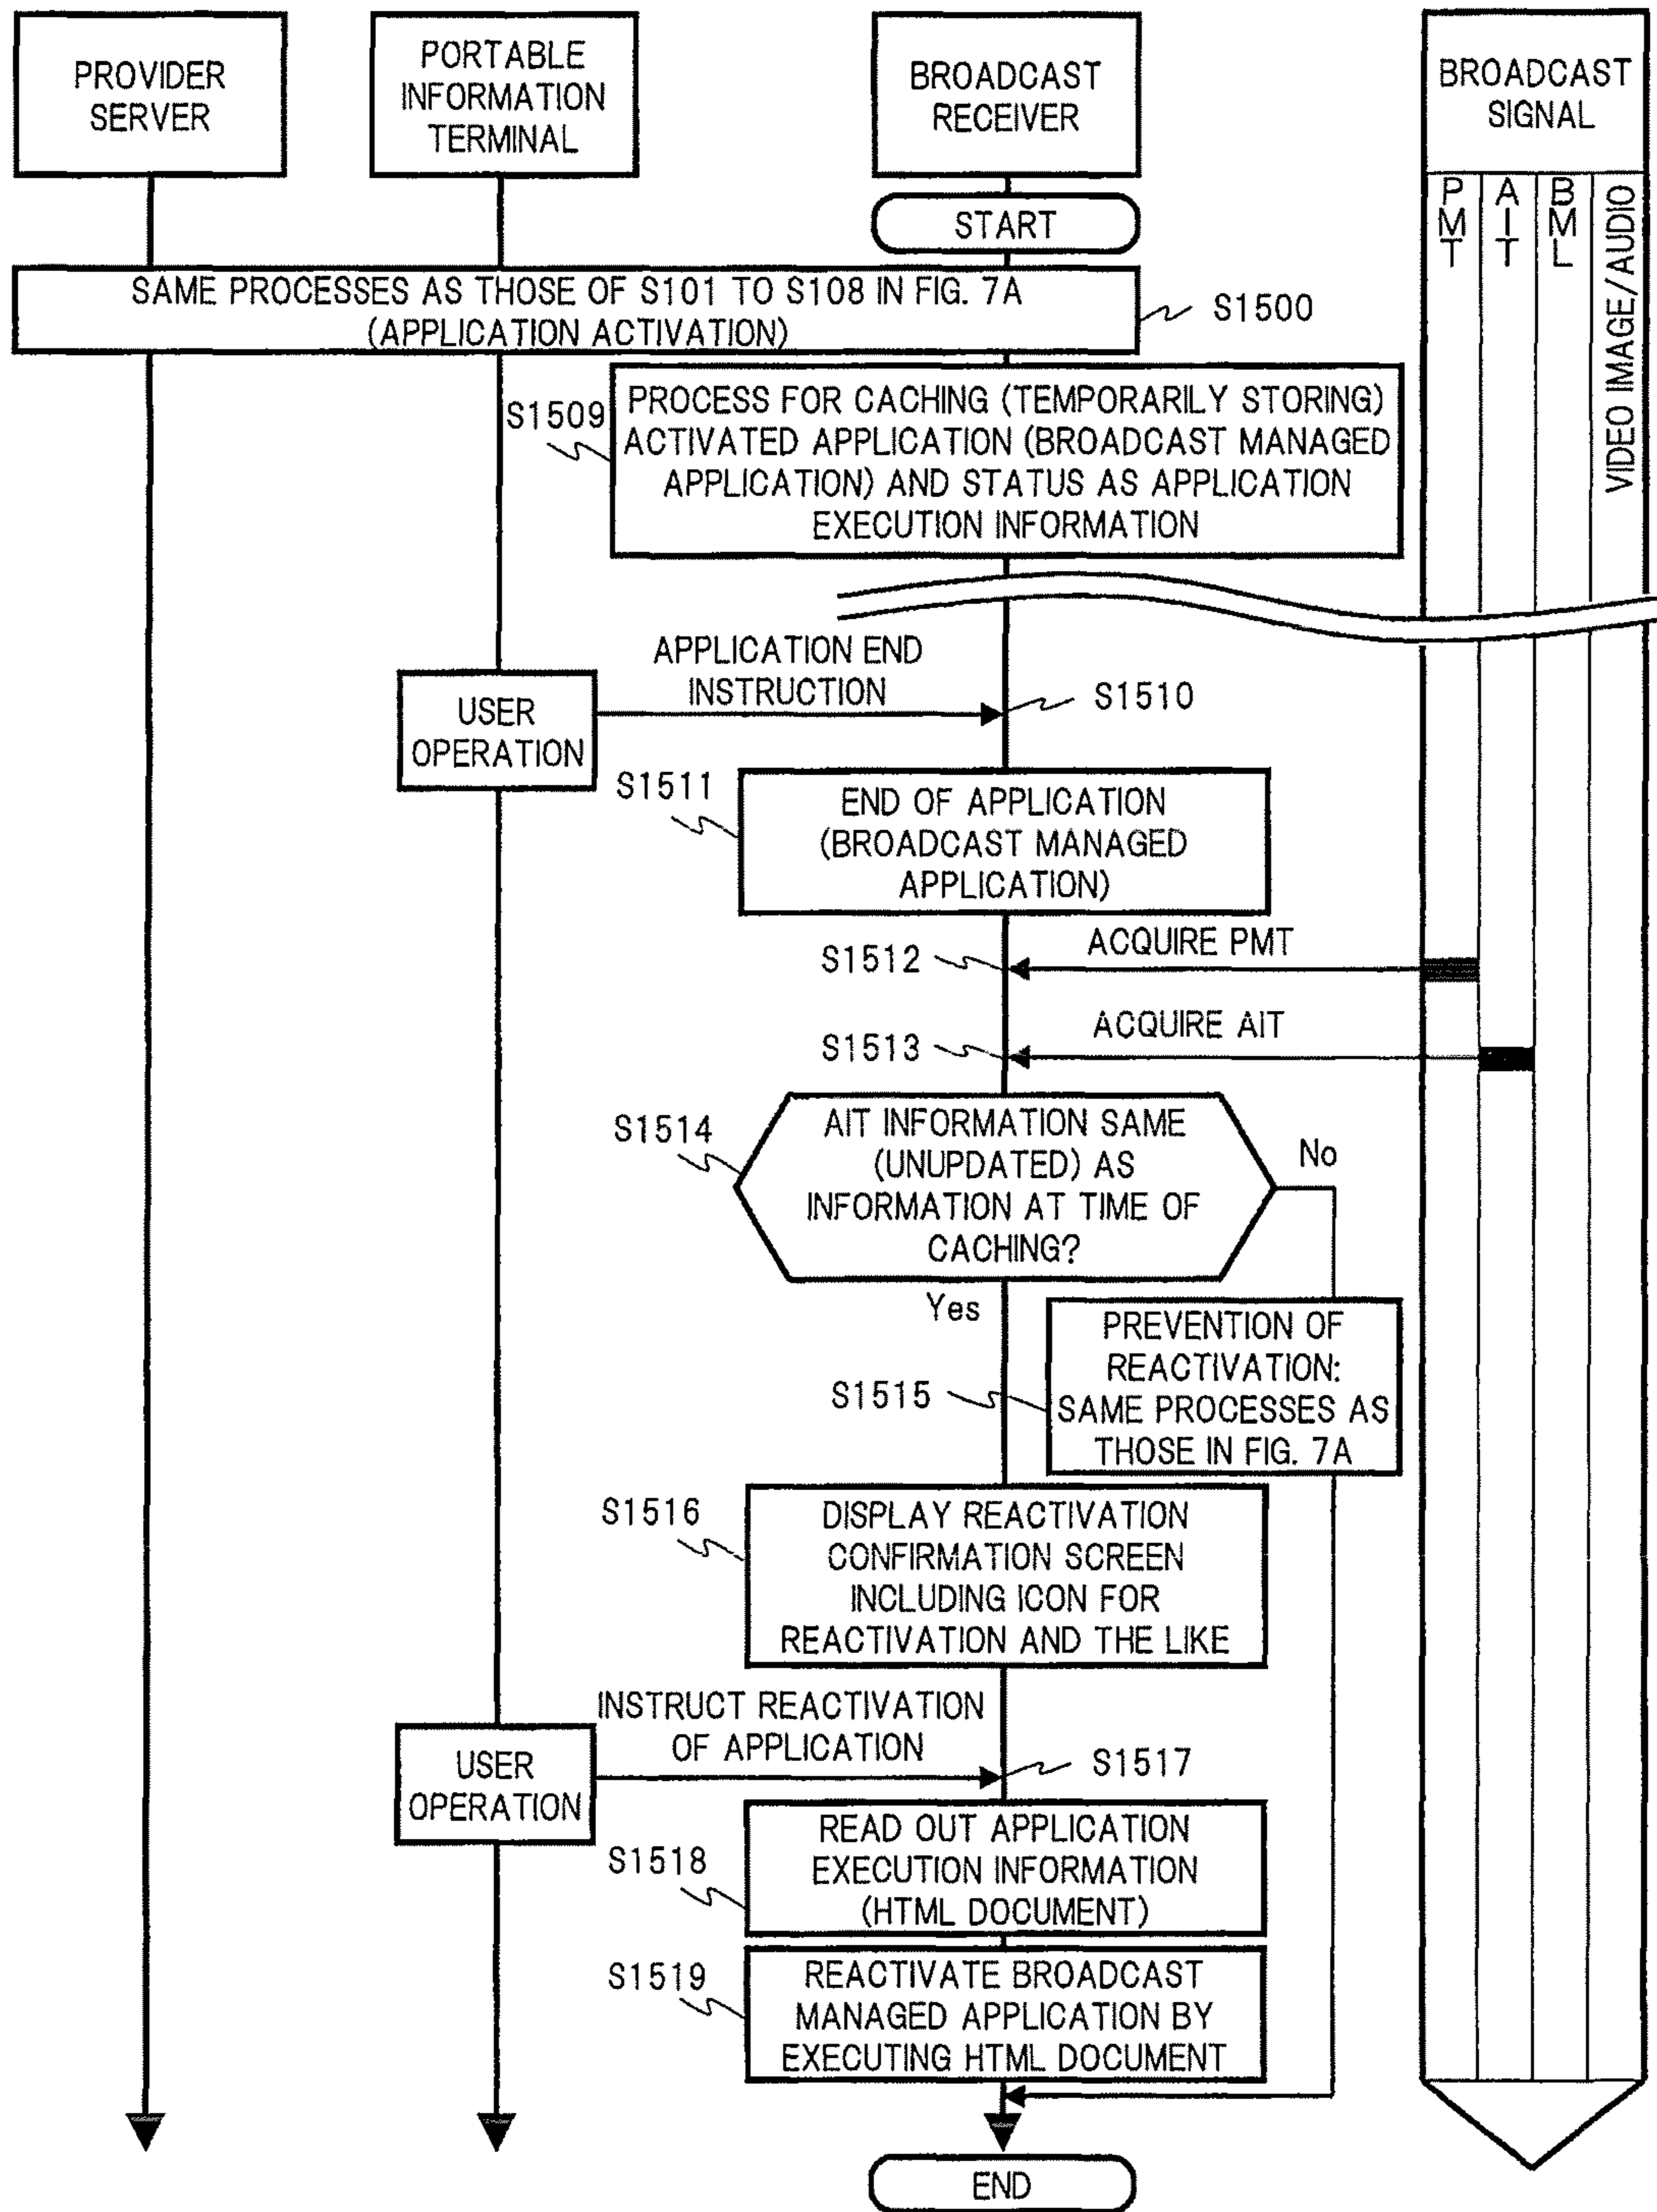 PROVIDER
SERVER
PORTABLE
INFORMATION
TERMINAL
BROADCAST
RECEIVER
BROADCAST
SIGNAL
PMT
AIT
BML
VIDEO IMAGE/AUDIO
START
SAME PROCESSES AS THOSE OF S101 TO S108 IN FIG. 7A
(APPLICATION ACTIVATION)
S1500
S1509
PROCESS FOR CACHING (TEMPORARILY STORING)
ACTIVATED APPLICATION (BROADCAST MANAGED
APPLICATION) AND STATUS AS APPLICATION
EXECUTION INFORMATION
APPLICATION END
INSTRUCTION
USER
OPERATION
S1510
S1511
END OF APPLICATION
(BROADCAST MANAGED
APPLICATION)
S1512
ACQUIRE PMT
S1513
ACQUIRE AIT
S1514
AIT INFORMATION SAME
(UNUPDATED) AS
INFORMATION AT TIME OF
CACHING?
No
Yes
S1515
PREVENTION OF
REACTIVATION:
SAME PROCESSES AS
THOSE IN FIG. 7A
S1516
DISPLAY REACTIVATION
CONFIRMATION SCREEN
INCLUDING ICON FOR
REACTIVATION AND THE LIKE
INSTRUCT REACTIVATION
OF APPLICATION
USER
OPERATION
S1517
S1518
READ OUT APPLICATION
EXECUTION INFORMATION
(HTML DOCUMENT)
S1519
REACTIVATE BROADCAST
MANAGED APPLICATION BY
EXECUTING HTML DOCUMENT
END